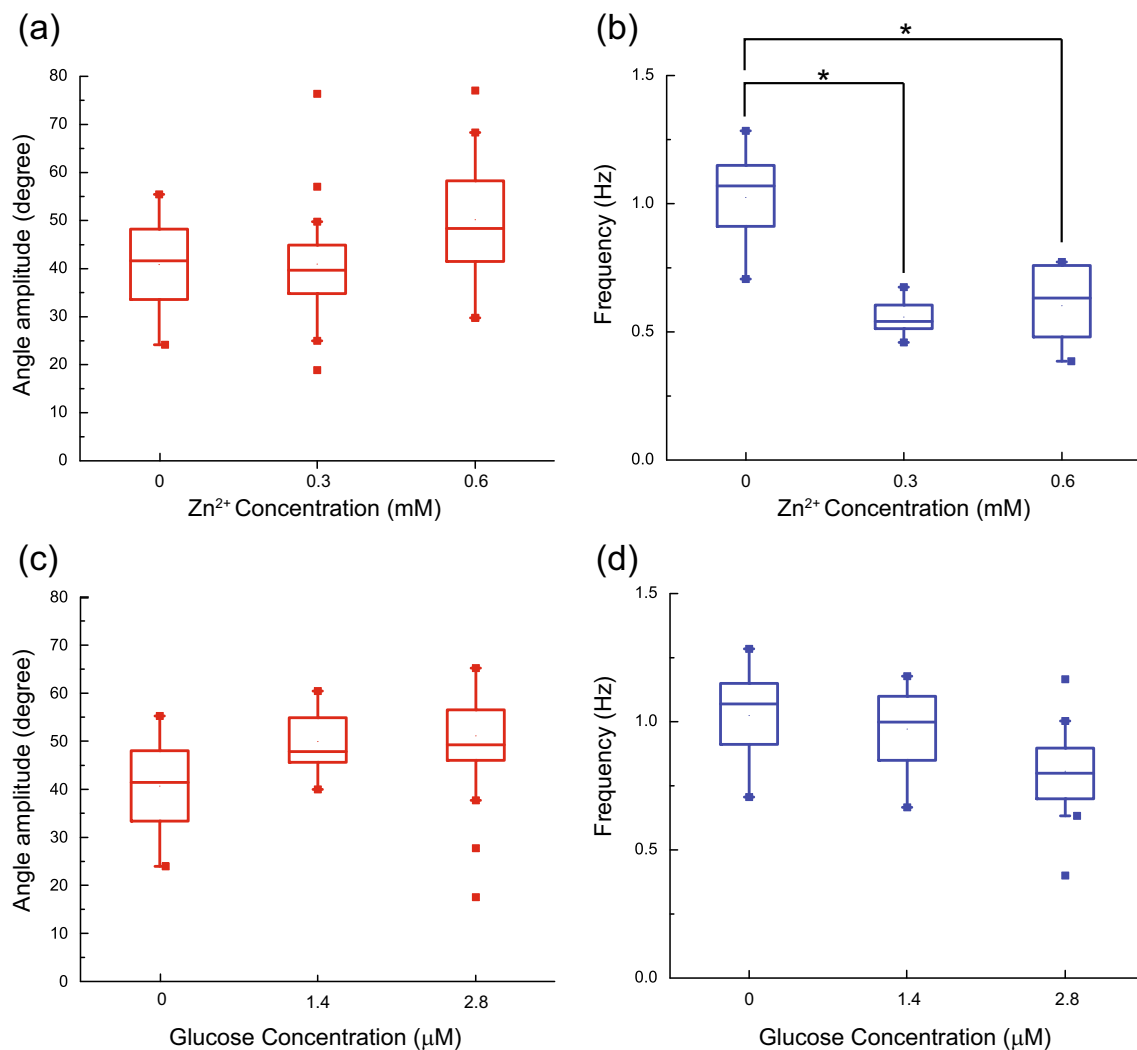 (a)
80
70
60
50
40
30
20
10
0
Angle amplitude (degree)
0 0.3 0.6
Zn²⁺ Concentration (mM)
(b)
*
*
1.5
1.0
0.5
0.0
Frequency (Hz)
0 0.3 0.6
Zn²⁺ Concentration (mM)
(c)
80
70
60
50
40
30
20
10
0
Angle amplitude (degree)
0 1.4 2.8
Glucose Concentration (μM)
(d)
1.5
1.0
0.5
0.0
Frequency (Hz)
0 1.4 2.8
Glucose Concentration (μM)